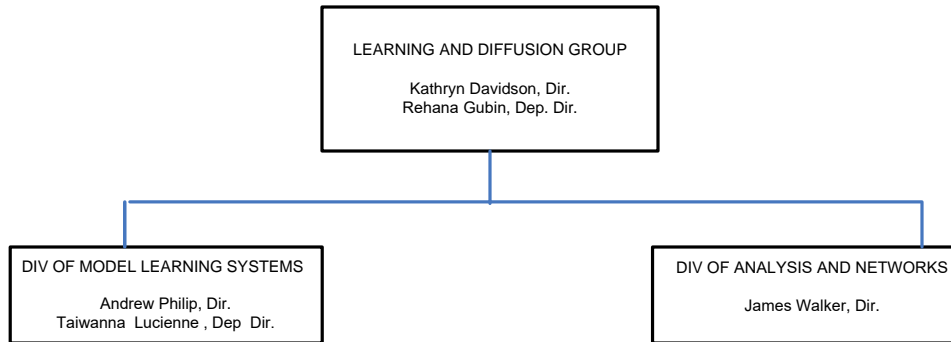 LEARNING AND DIFFUSION GROUP
Kathryn Davidson, Dir.
Rehana Gubin, Dep. Dir.
DIV OF MODEL LEARNING SYSTEMS
Andrew Philip, Dir.
Taiwanna Lucienne , Dep Dir.
DIV OF ANALYSIS AND NETWORKS
James Walker, Dir.